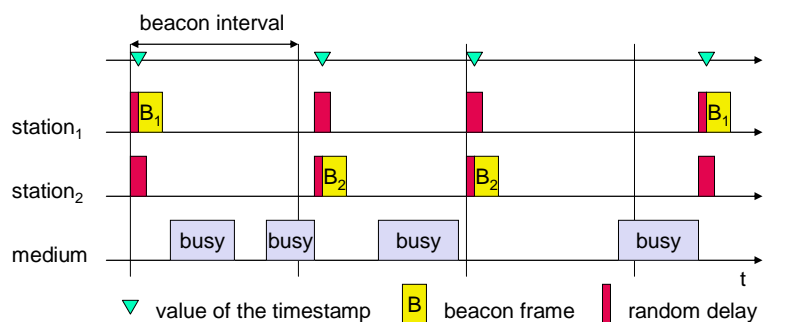 beacon interval
station1
B1
B1
station2
B2
B2
medium
busy
busy
busy
busy
t
value of the timestamp
B
beacon frame
random delay